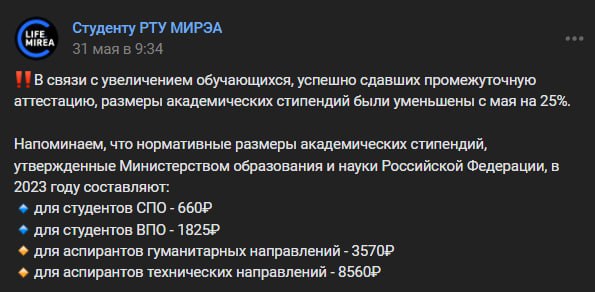 LIFE
MIREA
Студенту РТУ МИРЭА
31 мая в 9:34
‼️В связи с увеличением обучающихся, успешно сдавших промежуточную
аттестацию, размеры академических стипендий были уменьшены с мая на 25%.
Напоминаем, что нормативные размеры академических стипендий,
утвержденные Министерством образования и науки Российской Федерации, в
2023 году составляют:
🔹 для студентов СПО - 660₽
🔹 для студентов ВПО - 1825₽
🔸 для аспирантов гуманитарных направлений - 3570₽
🔸 для аспирантов технических направлений - 8560₽